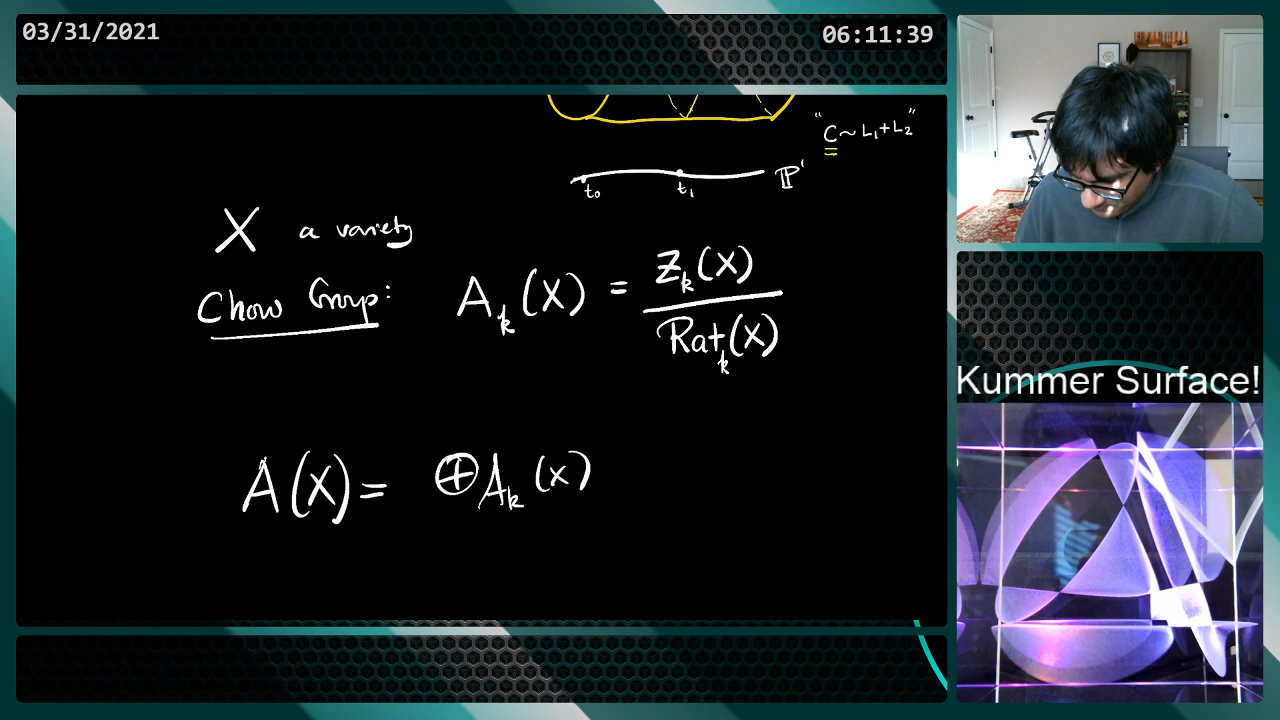 03/31/2021
06:11:39
"C ~ L₁ + L₂"
t₀ t₁ ℙ¹
X a variety
Chow Group: Aₖ(X) = Zₖ(X) / Ratₖ(X)
A(X) = ⊕Aₖ(X)
Kummer Surface!